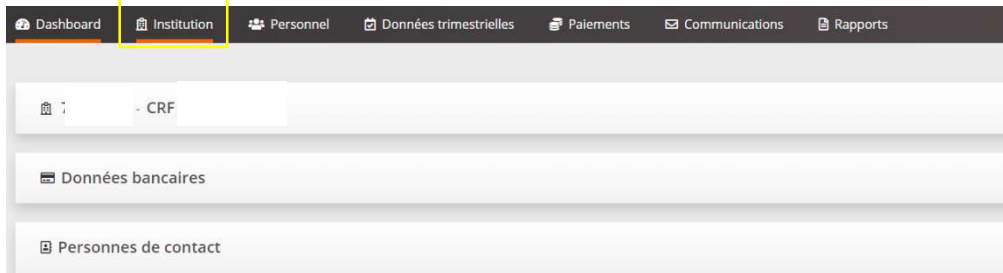 Dashboard Institution Personnel Données trimestrielles Paiements Communications Rapports
- CRF
Données bancaires
Personnes de contact